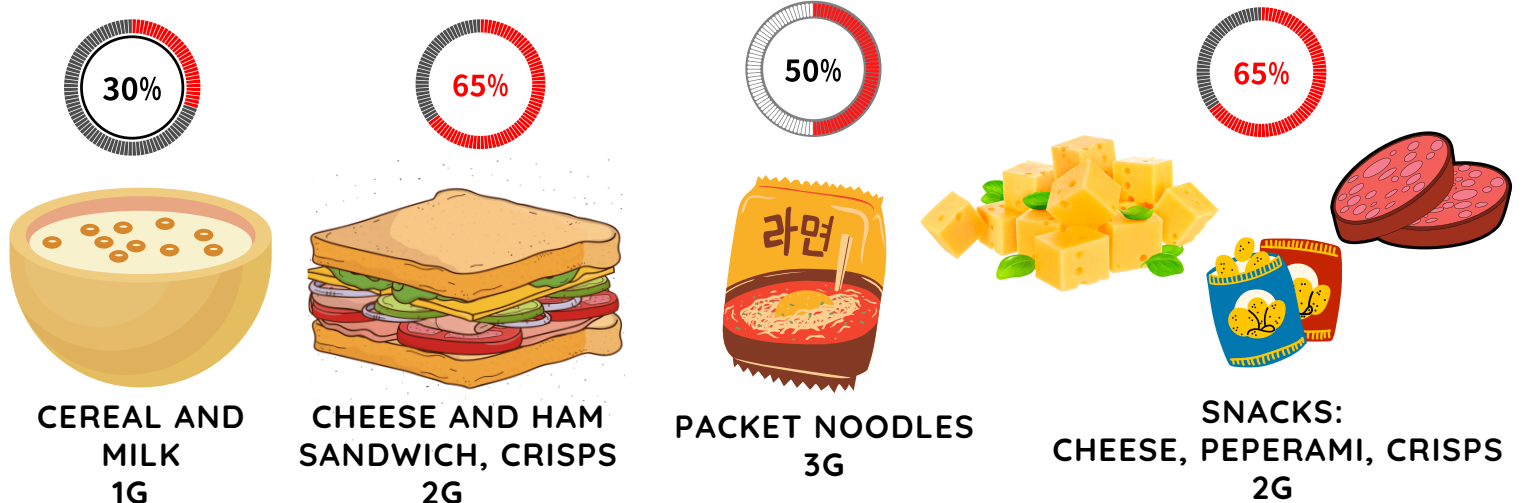 30%
65%
50%
65%
라면
CEREAL AND
MILK
1G
CHEESE AND HAM
SANDWICH, CRISPS
2G
PACKET NOODLES
3G
SNACKS:
CHEESE, PEPERAMI, CRISPS
2G